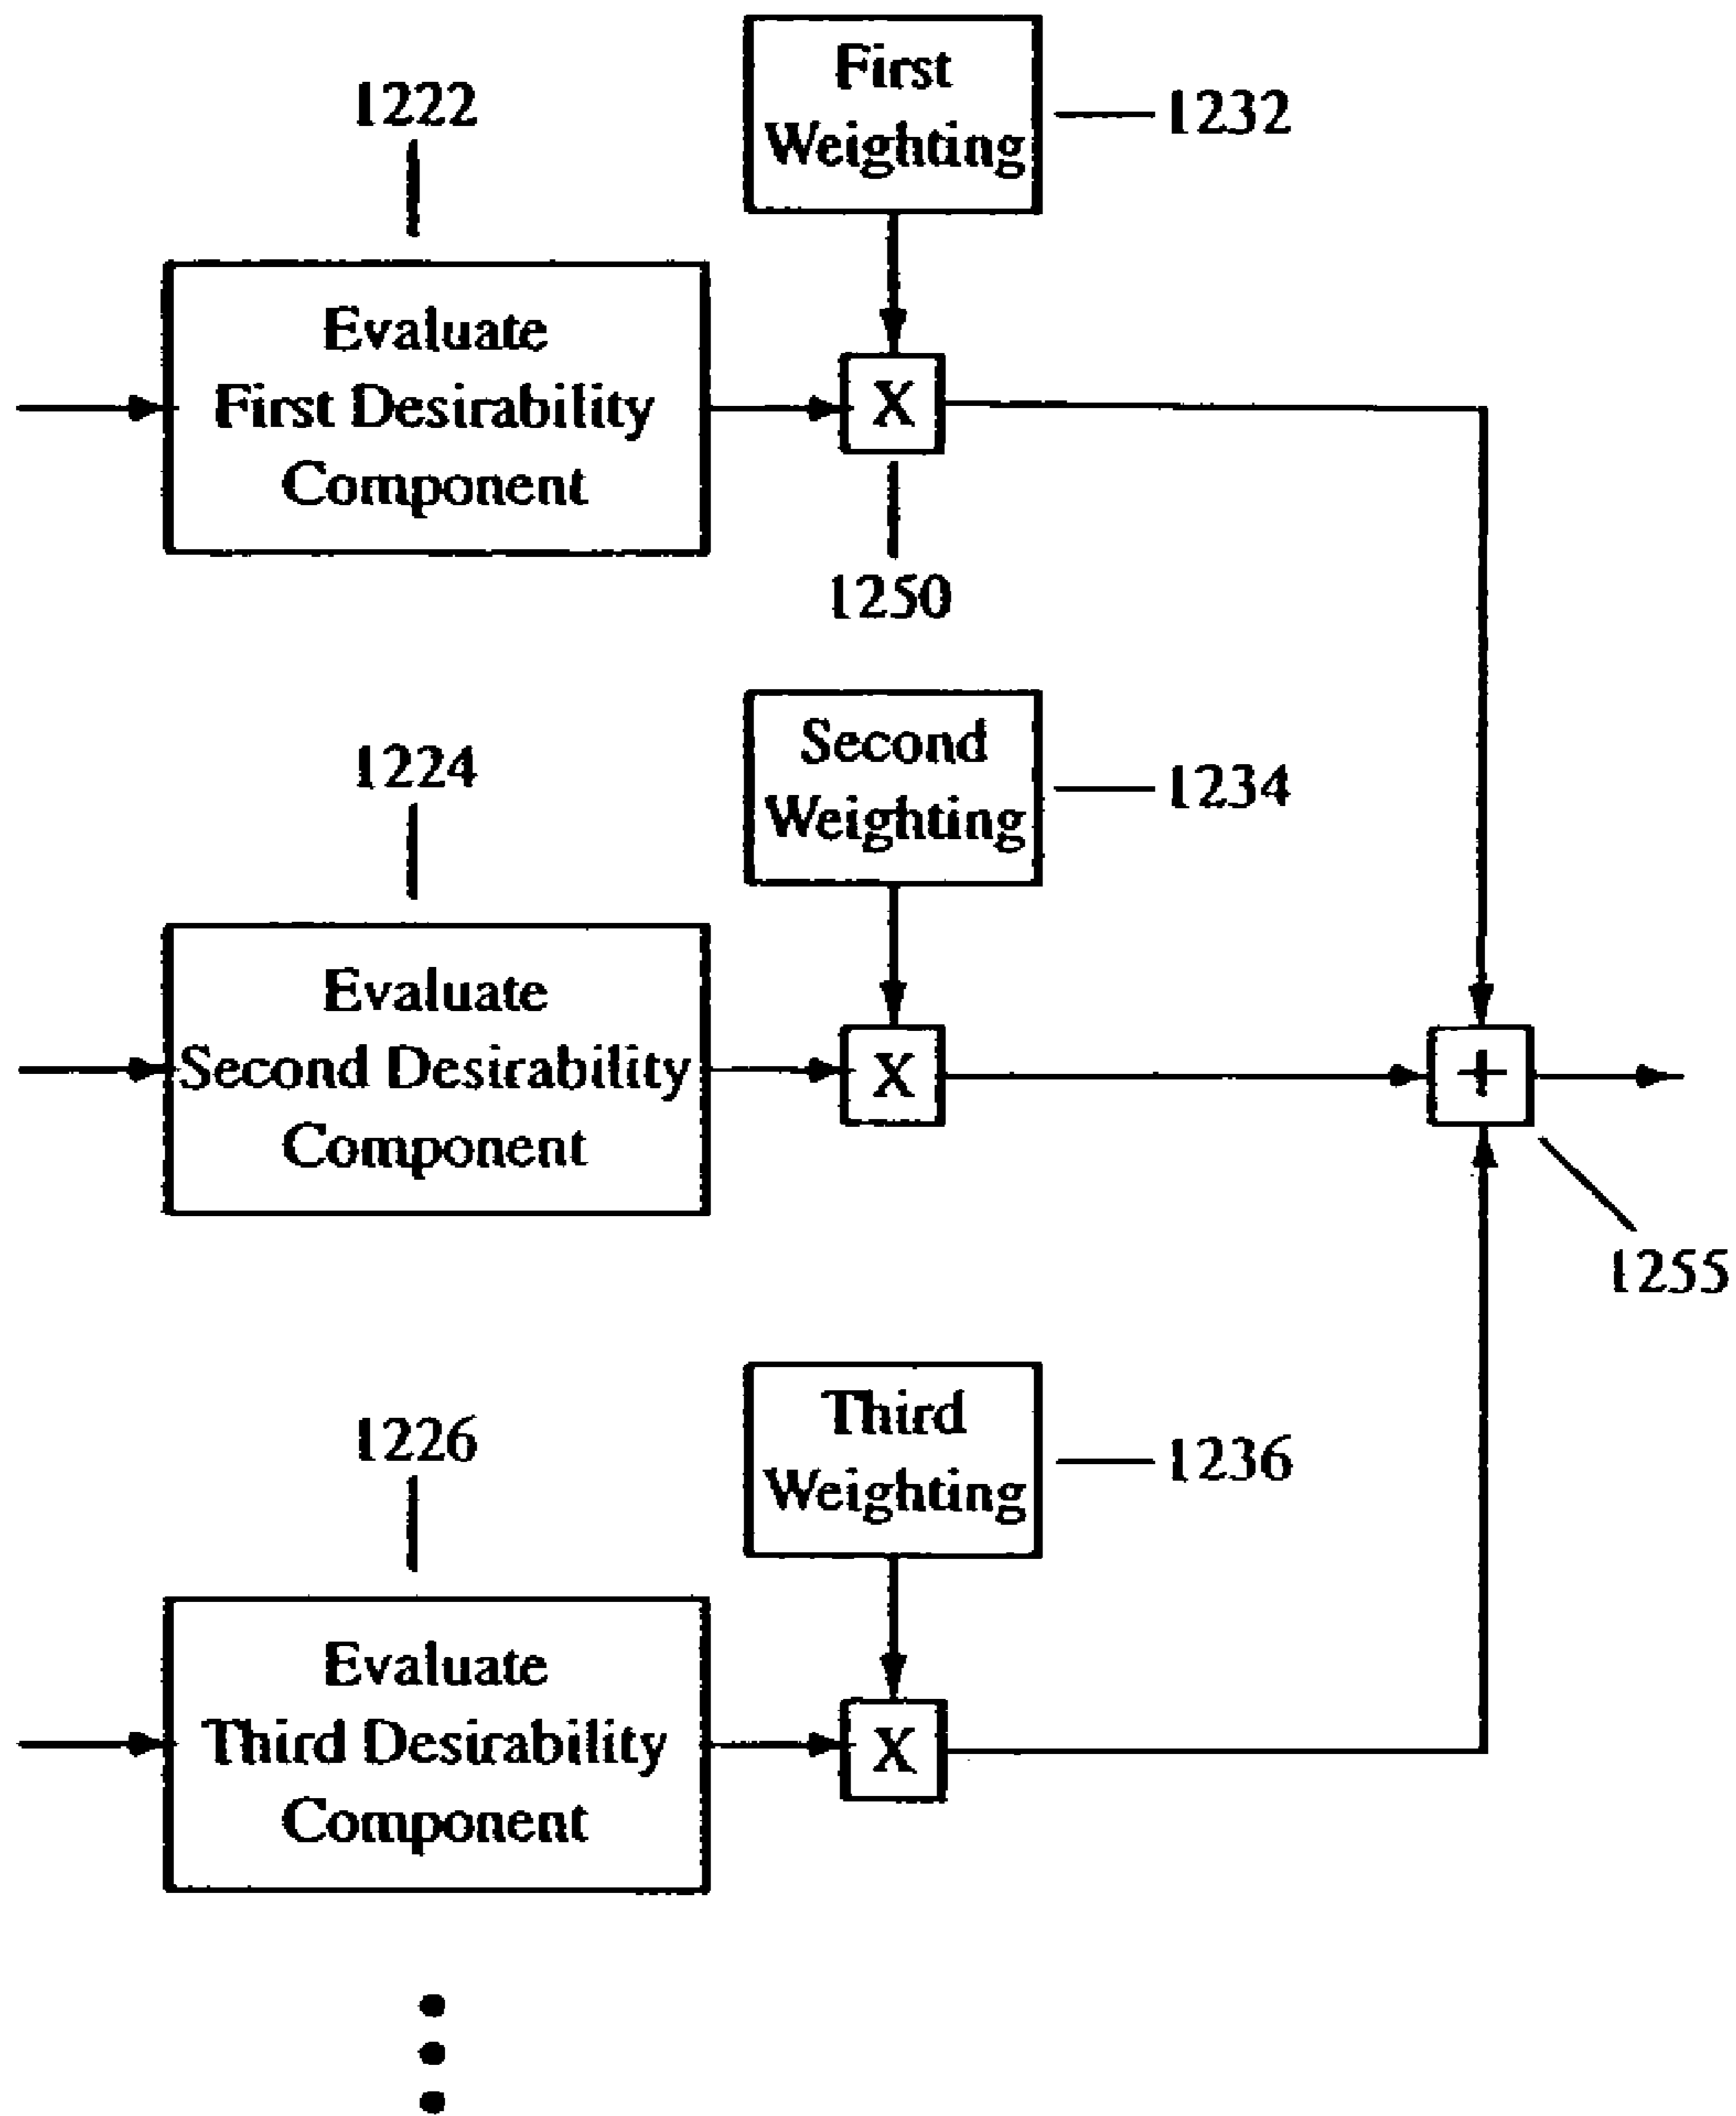 First
Weighting
1232
1222
Evaluate
First Desirability
Component
X
1250
Second
Weighting
1234
1224
Evaluate
Second Desirability
Component
X
+
1255
Third
Weighting
1236
1226
Evaluate
Third Desirability
Component
X